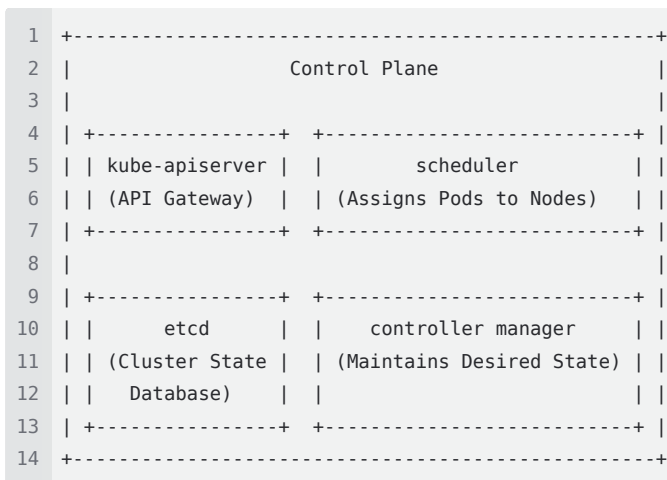 1 +---------------------------------------------------+
2 |                   Control Plane                   |
3 |                                                   |
4 | +----------------+  +---------------------------+ |
5 | | kube-apiserver |  |        scheduler          | |
6 | | (API Gateway)  |  | (Assigns Pods to Nodes)   | |
7 | +----------------+  +---------------------------+ |
8 |                                                   |
9 | +----------------+  +---------------------------+ |
10 | |      etcd      |  |    controller manager     | |
11 | | (Cluster State |  | (Maintains Desired State) | |
12 | |   Database)    |  |                           | |
13 | +----------------+  +---------------------------+ |
14 +---------------------------------------------------+